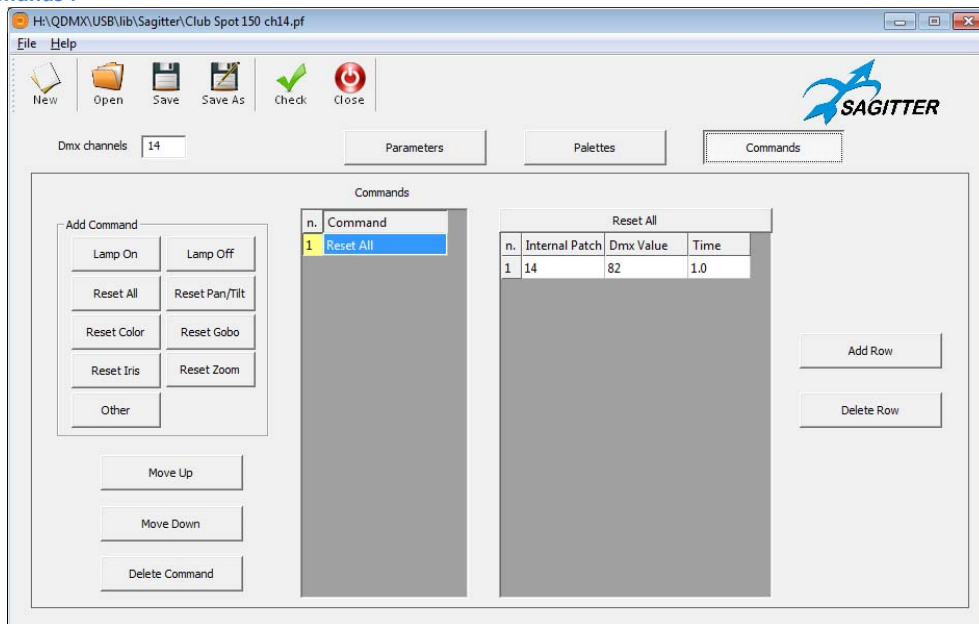 H:\QDMX\USB\lib\Sagitter\Club Spot 150 ch14.pf
File Help
New Open Save Save As Check Close
SAGITTER
Dmx channels 14 Parameters Palettes Commands
Commands
Add Command
Lamp On Lamp Off
Reset All Reset Pan/Tilt
Reset Color Reset Gobo
Reset Iris Reset Zoom
Other
Move Up
Move Down
Delete Command
n. Command
1 Reset All
Reset All
n. Internal Patch Dmx Value Time
1 14 82 1.0
Add Row
Delete Row